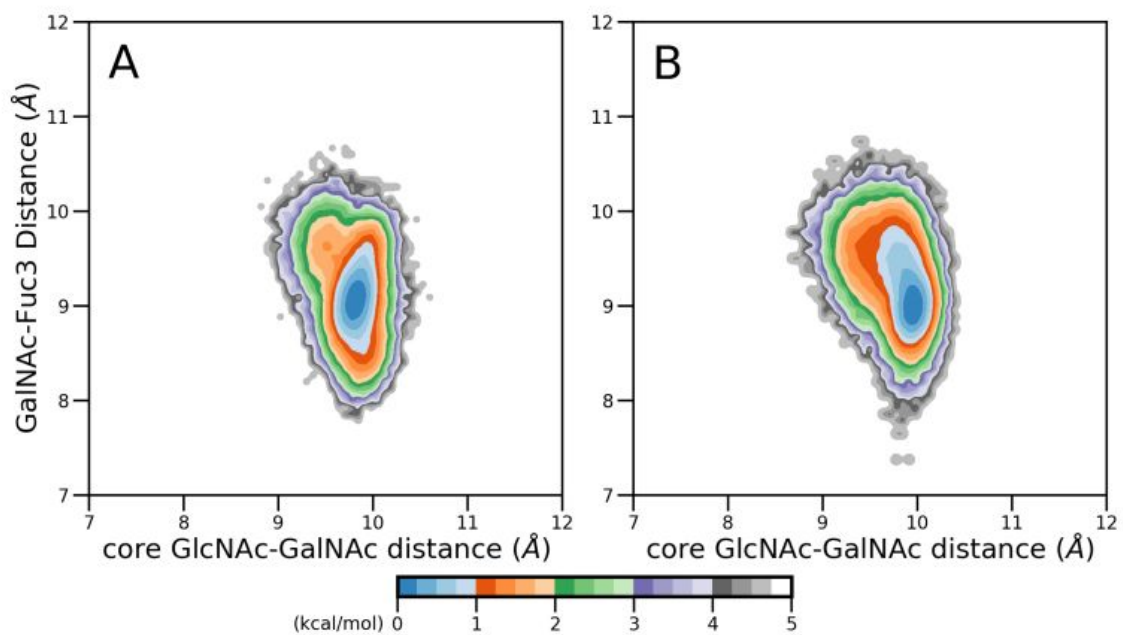 A
B
GalNAc-Fuc3 Distance (Å)
12
11
10
9
8
7
12
11
10
9
8
7
7 8 9 10 11 12
7 8 9 10 11 12
core GlcNAc-GalNAc distance (Å)
core GlcNAc-GalNAc distance (Å)
(kcal/mol) 0 1 2 3 4 5